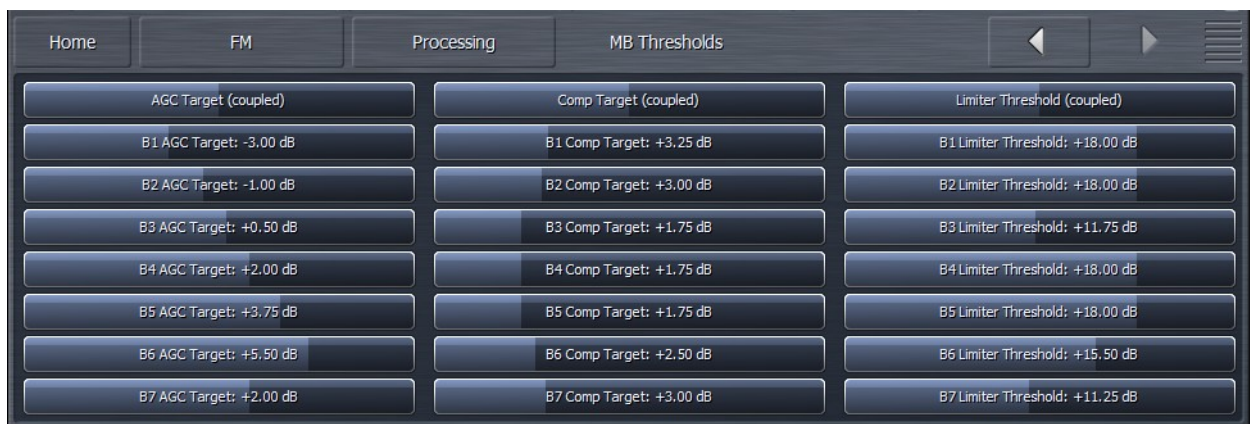 Home FM Processing MB Thresholds
AGC Target (coupled) Comp Target (coupled) Limiter Threshold (coupled)
B1 AGC Target: -3.00 dB B1 Comp Target: +3.25 dB B1 Limiter Threshold: +18.00 dB
B2 AGC Target: -1.00 dB B2 Comp Target: +3.00 dB B2 Limiter Threshold: +18.00 dB
B3 AGC Target: +0.50 dB B3 Comp Target: +1.75 dB B3 Limiter Threshold: +11.75 dB
B4 AGC Target: +2.00 dB B4 Comp Target: +1.75 dB B4 Limiter Threshold: +18.00 dB
B5 AGC Target: +3.75 dB B5 Comp Target: +1.75 dB B5 Limiter Threshold: +18.00 dB
B6 AGC Target: +5.50 dB B6 Comp Target: +2.50 dB B6 Limiter Threshold: +15.50 dB
B7 AGC Target: +2.00 dB B7 Comp Target: +3.00 dB B7 Limiter Threshold: +11.25 dB